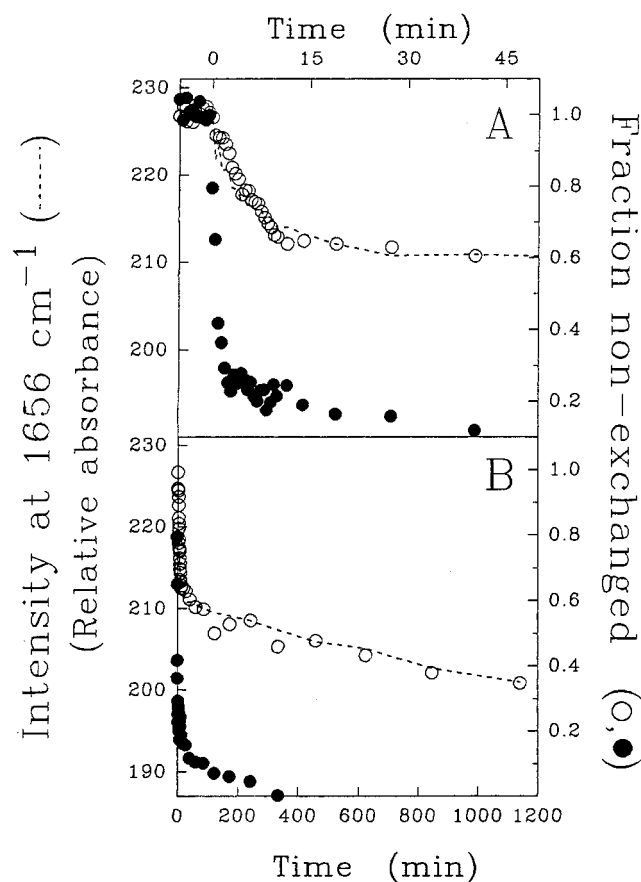 Time (min)
0 15 30 45
230
220
210
200
A
1.0
0.8
0.6
0.4
0.2
230
220
210
200
190
B
1.0
0.8
0.6
0.4
0.2
0 200 400 600 800 1000 1200
Time (min)
Intensity at 1656 cm⁻¹ (-----)
(Relative absorbance)
Fraction non-exchanged (○,●)